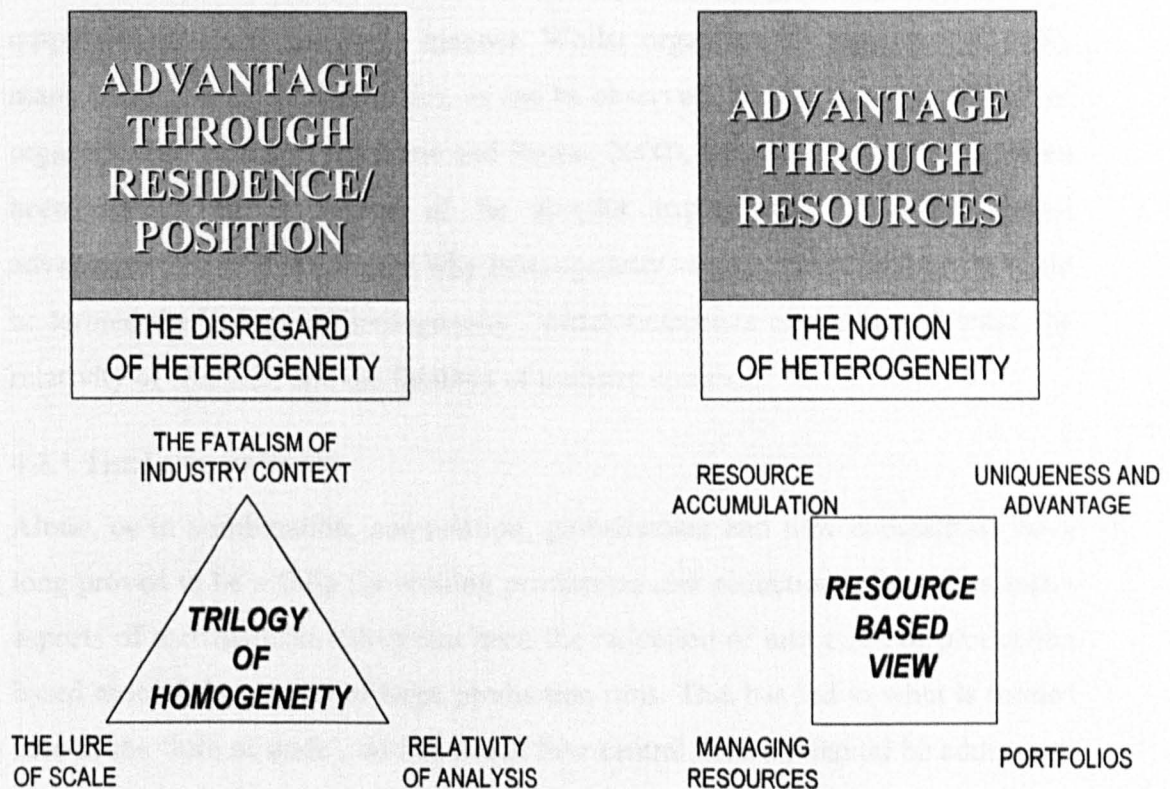 ADVANTAGE
THROUGH
RESIDENCE/
POSITION
THE DISREGARD
OF HETEROGENEITY
THE FATALISM OF
INDUSTRY CONTEXT
TRILOGY
OF
HOMOGENEITY
THE LURE
OF SCALE
RELATIVITY
OF ANALYSIS
ADVANTAGE
THROUGH
RESOURCES
THE NOTION
OF HETEROGENEITY
RESOURCE
ACCUMULATION
UNIQUENESS AND
ADVANTAGE
RESOURCE
BASED
VIEW
MANAGING
RESOURCES
PORTFOLIOS